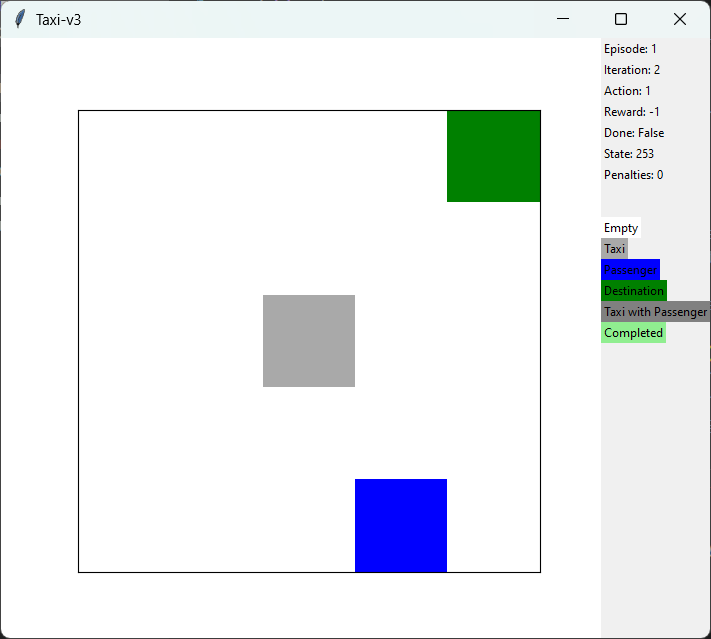 Taxi-v3
Episode: 1
Iteration: 2
Action: 1
Reward: -1
Done: False
State: 253
Penalties: 0
Empty
Taxi
Passenger
Destination
Taxi with Passenger
Completed